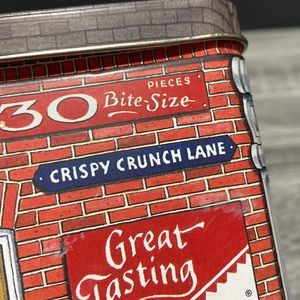 30 PIECES
Bite-Size
CRISPY CRUNCH LANE
Great
Tasting
®